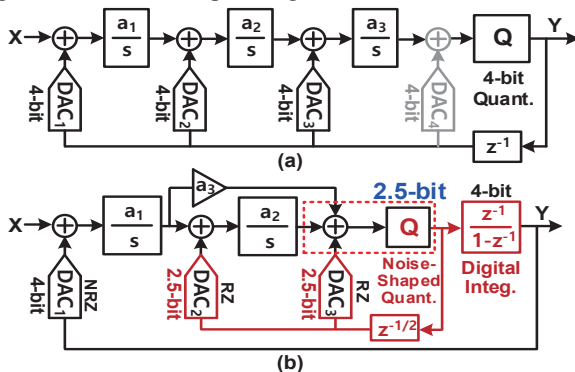 X
a1
s
a2
s
a3
s
Q
Y
4-bit
Quant.
4-bit
DAC1
4-bit
DAC2
4-bit
DAC3
DAC4
z-1
(a)
2.5-bit
4-bit
X
a1
s
a3
a2
s
Q
z-1
1-z-1
Y
4-bit
DAC1
NRZ
2.5-bit
DAC2
RZ
2.5-bit
DAC3
RZ
Noise-
Shaped
Quant.
Digital
Integ.
z-1/2
(b)